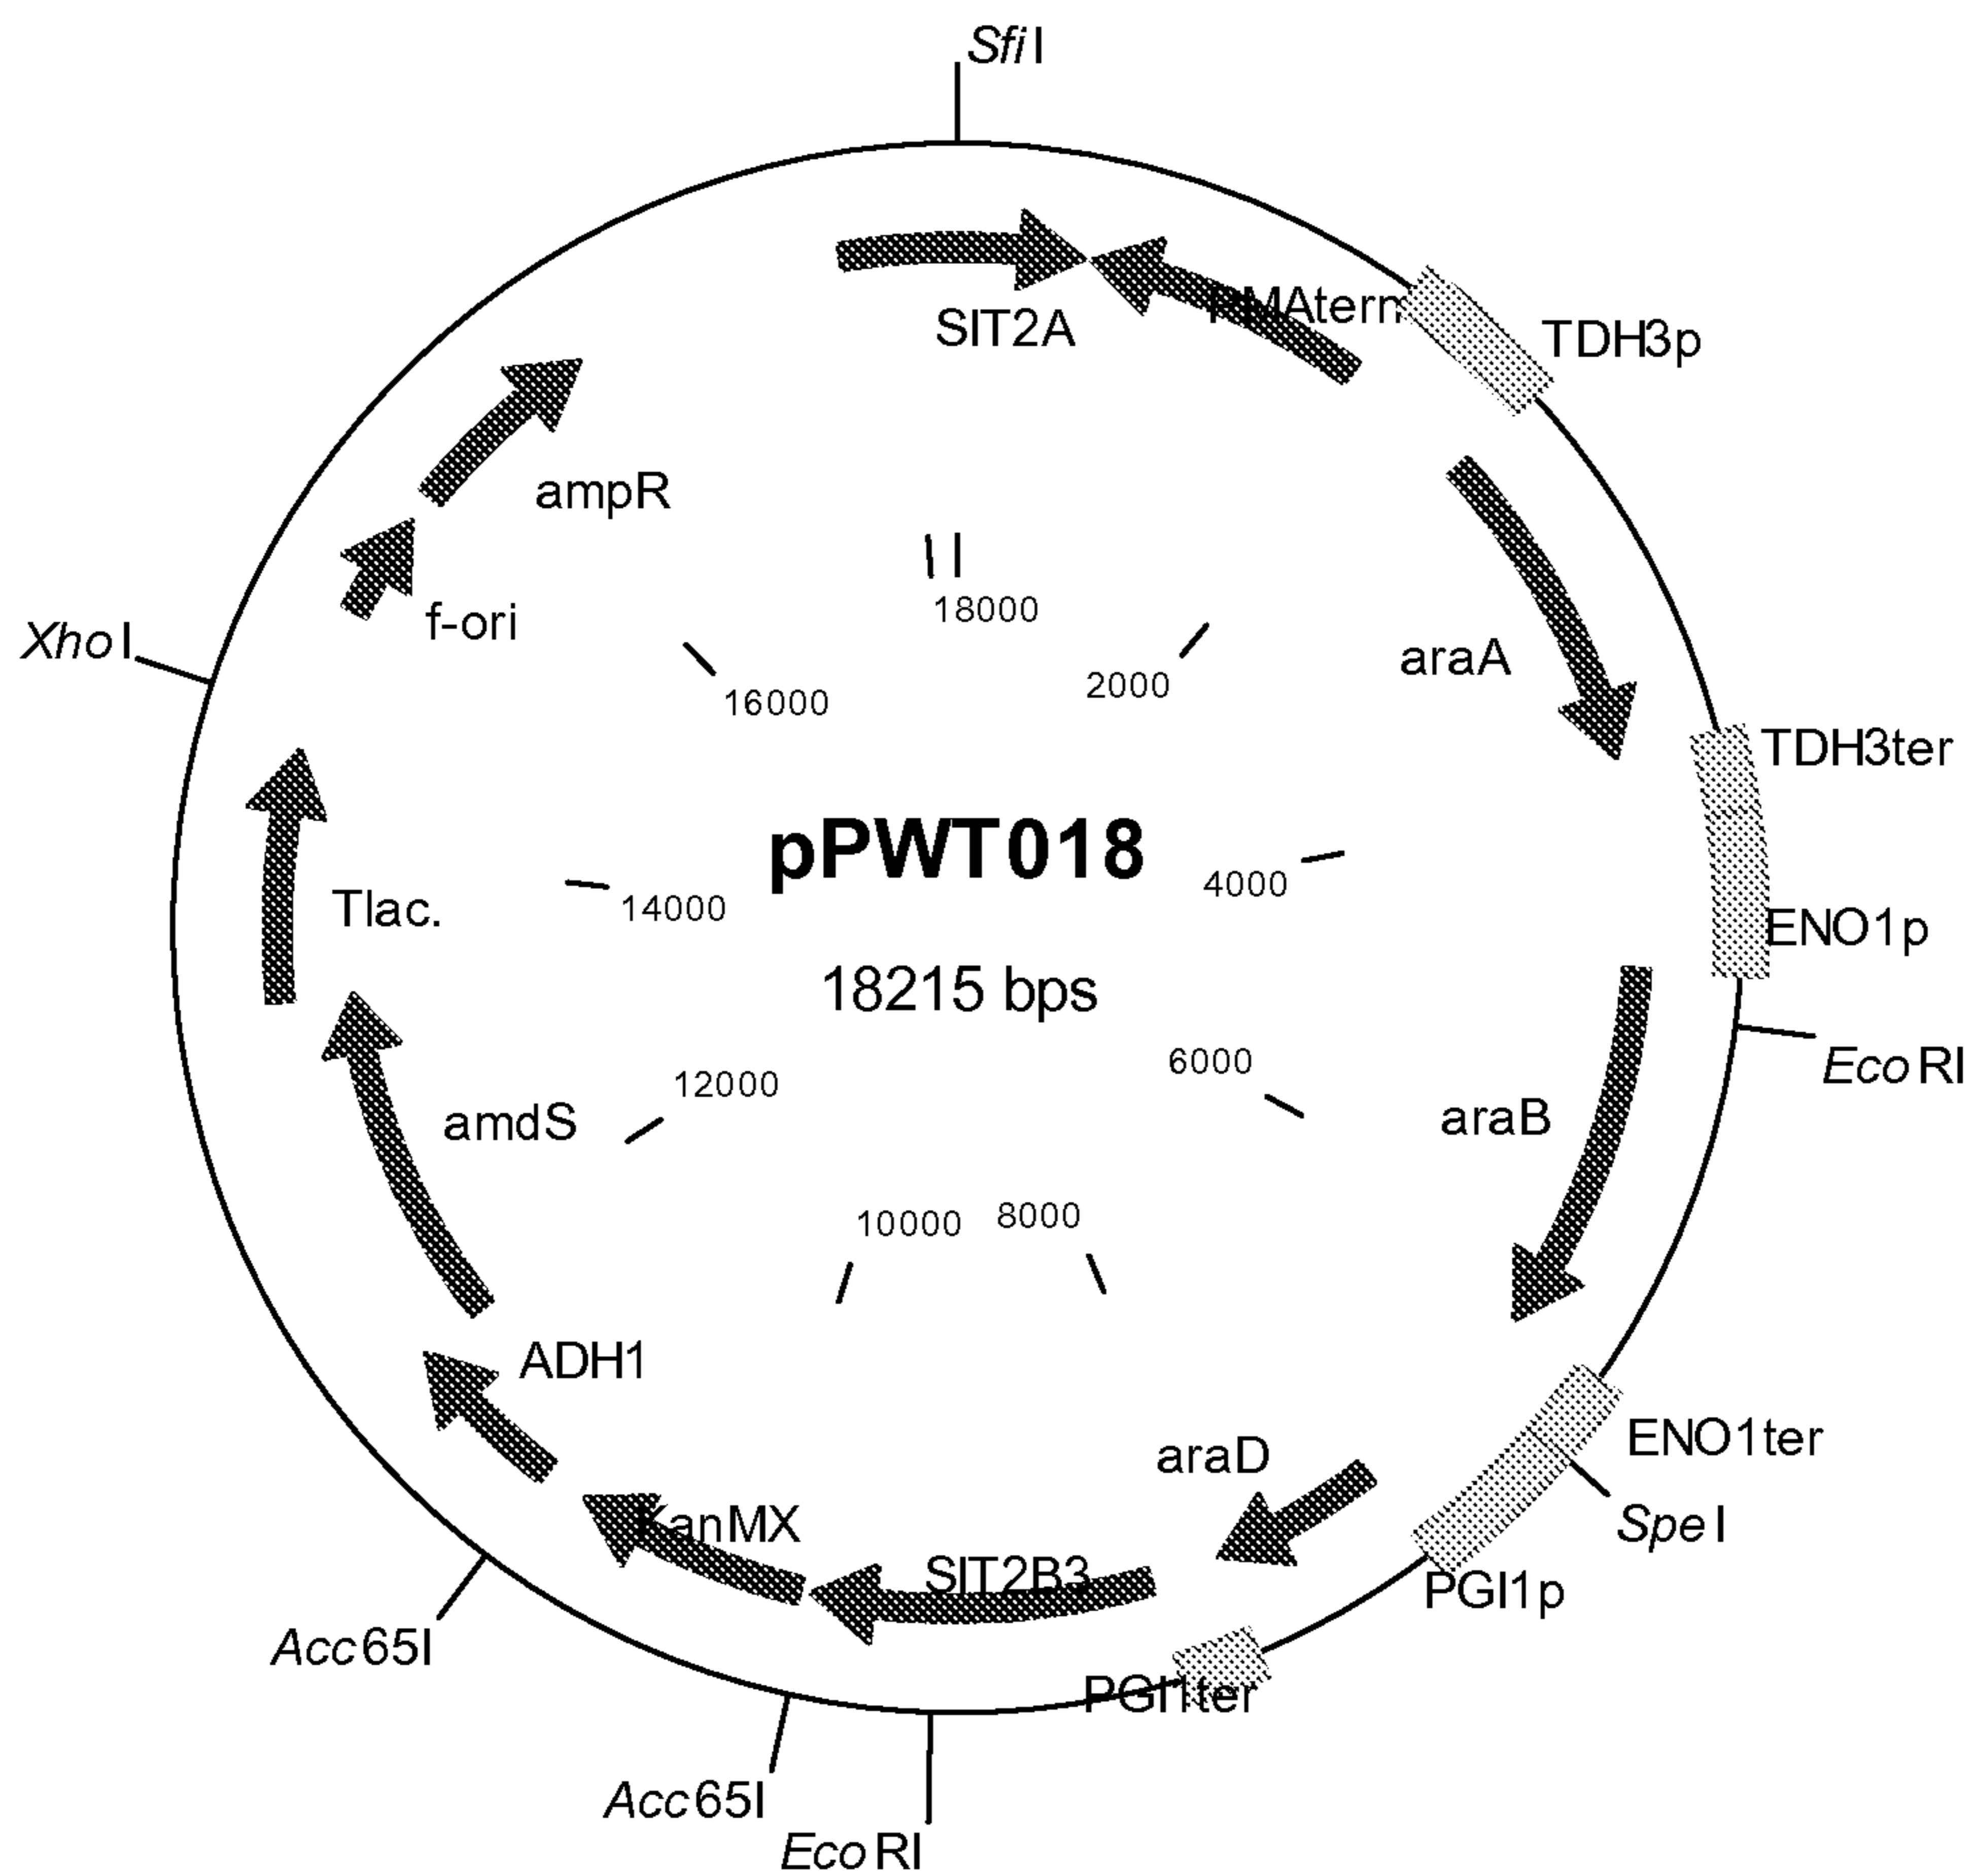 SfiI
SIT2A
PMAterm
TDH3p
ampR
f-ori
XhoI
18000
16000
2000
araA
TDH3ter
pPWT018
4000
14000
Tlac.
ENO1p
18215 bps
EcoRI
6000
12000
amdS
araB
10000
8000
ADH1
ENO1ter
araD
SpeI
KanMX
SIT2B3
PGI1p
Acc65I
PGI1ter
Acc65I
EcoRI